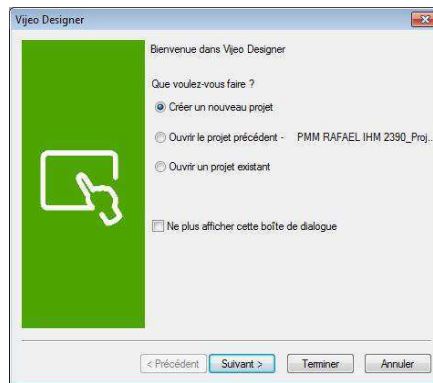 Vijeo Designer
Bienvenue dans Vijeo Designer
Que voulez-vous faire ?
Créer un nouveau projet
Ouvrir le projet précédent - PMM RAFAEL IHM 2390_Proj...
Ouvrir un projet existant
Ne plus afficher cette boîte de dialogue
< Précédent Suivant > Terminer Annuler